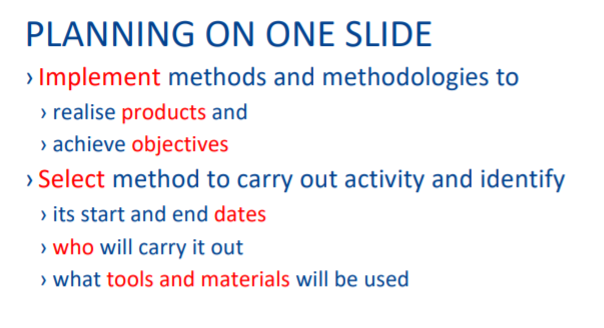 PLANNING ON ONE SLIDE
› Implement methods and methodologies to
› realise products and
› achieve objectives
› Select method to carry out activity and identify
› its start and end dates
› who will carry it out
› what tools and materials will be used